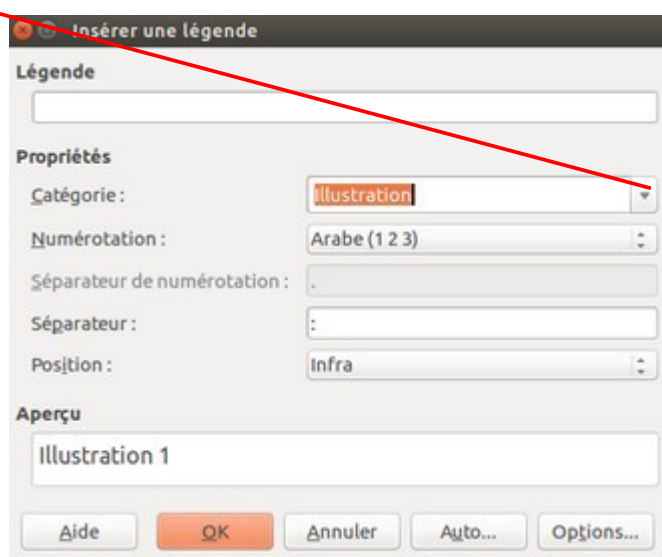 Insérer une légende
Légende
Propriétés
Catégorie : Illustration
Numérotation : Arabe (1 2 3)
Séparateur de numérotation : .
Séparateur : :
Position : Infra
Aperçu
Illustration 1
Aide OK Annuler Auto... Options...